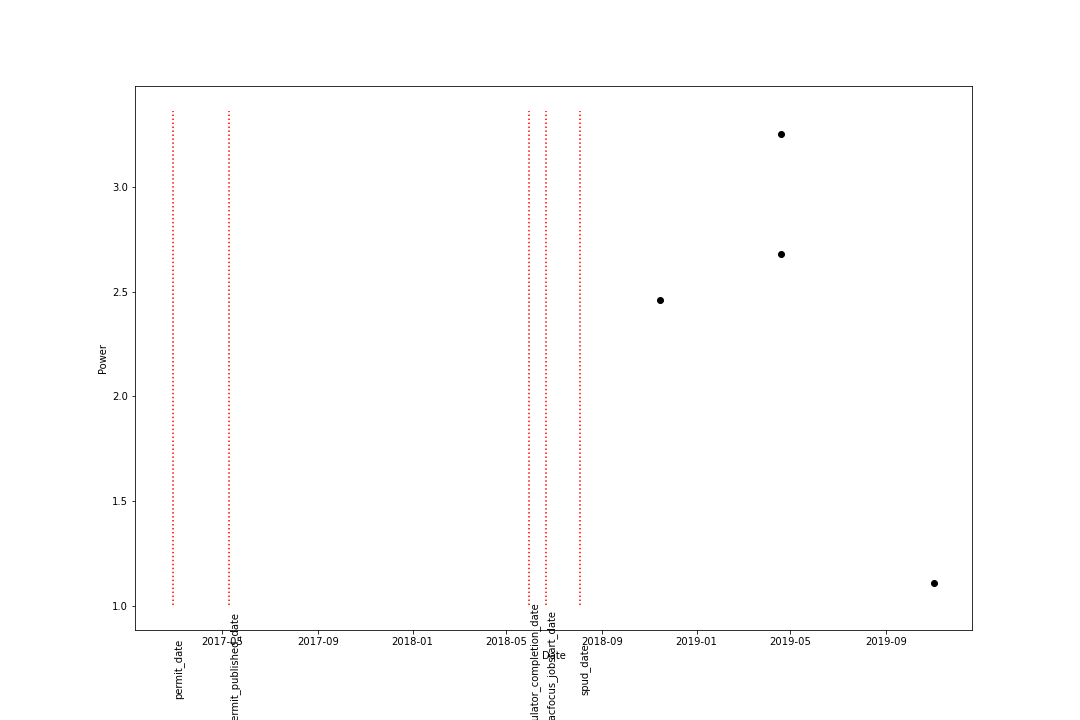 3.0
2.5
2.0
1.5
1.0
Power
2017-05
2017-09
2018-01
2018-05
2018-09
2019-01
2019-05
2019-09
Date
permit_date
ermit_published_date
ulator_completion_date
acfocus_jobstart_date
spud_date